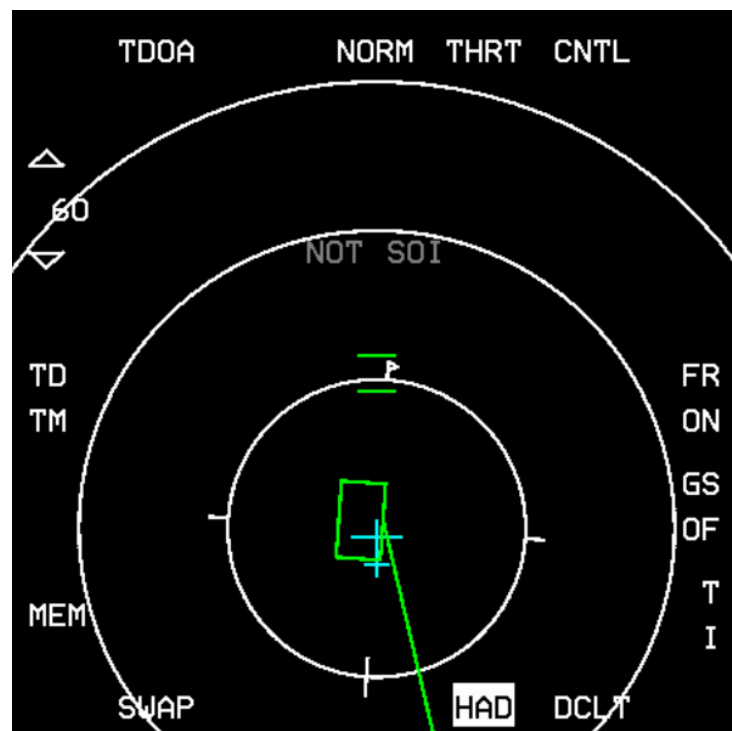 TDOA NORM THRT CNTL
60
NOT SOI
TD FR
TM ON
GS
OF
T
MEM
I
SWAP HAD DCLT